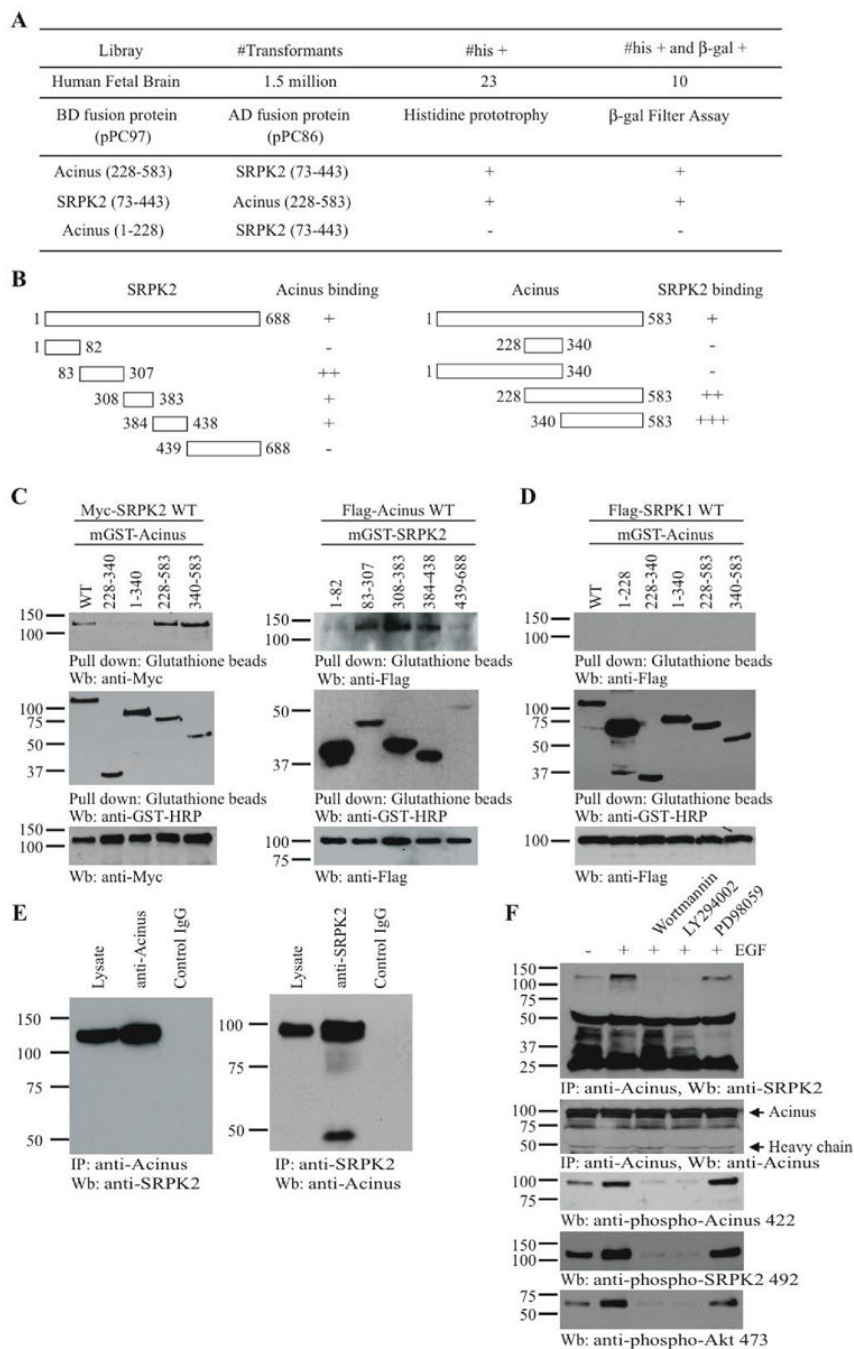 A
Libray #Transformants #his + #his + and β-gal +
Human Fetal Brain 1.5 million 23 10
BD fusion protein (pPC97) AD fusion protein (pPC86) Histidine prototrophy β-gal Filter Assay
Acinus (228-583) SRPK2 (73-443) + +
SRPK2 (73-443) Acinus (228-583) + +
Acinus (1-228) SRPK2 (73-443) - -
B
SRPK2 Acinus binding
1 688 +
1 82 -
83 307 ++
308 383 +
384 438 +
439 688 -
Acinus SRPK2 binding
1 583 +
228 340 -
1 340 -
228 583 ++
340 583 +++
C
Myc-SRPK2 WT
mGST-Acinus
WT 228-340 1-340 228-583 340-583
150
100
Pull down: Glutathione beads
Wb: anti-Myc
100
75
50
37
Pull down: Glutathione beads
Wb: anti-GST-HRP
150
100
Wb: anti-Myc
Flag-Acinus WT
mGST-SRPK2
1-82 83-307 308-383 384-438 439-688
150
100
Pull down: Glutathione beads
Wb: anti-Flag
50
37
Pull down: Glutathione beads
Wb: anti-GST-HRP
100
75
Wb: anti-Flag
D
Flag-SRPK1 WT
mGST-Acinus
WT 1-228 228-340 1-340 228-583 340-583
150
100
Pull down: Glutathione beads
Wb: anti-Flag
100
75
50
37
Pull down: Glutathione beads
Wb: anti-GST-HRP
100
Wb: anti-Flag
E
Lysate anti-Acinus Control IgG
150
100
75
50
IP: anti-Acinus
Wb: anti-SRPK2
Lysate anti-SRPK2 Control IgG
100
75
50
IP: anti-SRPK2
Wb: anti-Acinus
F
Wortmannin LY294002 PD98059
- + + + + EGF
150
100
75
50
37
25
IP: anti-Acinus, Wb: anti-SRPK2
100 Acinus
75
50 Heavy chain
IP: anti-Acinus, Wb: anti-Acinus
100
75
Wb: anti-phospho-Acinus 422
150
100
Wb: anti-phospho-SRPK2 492
75
50
Wb: anti-phospho-Akt 473